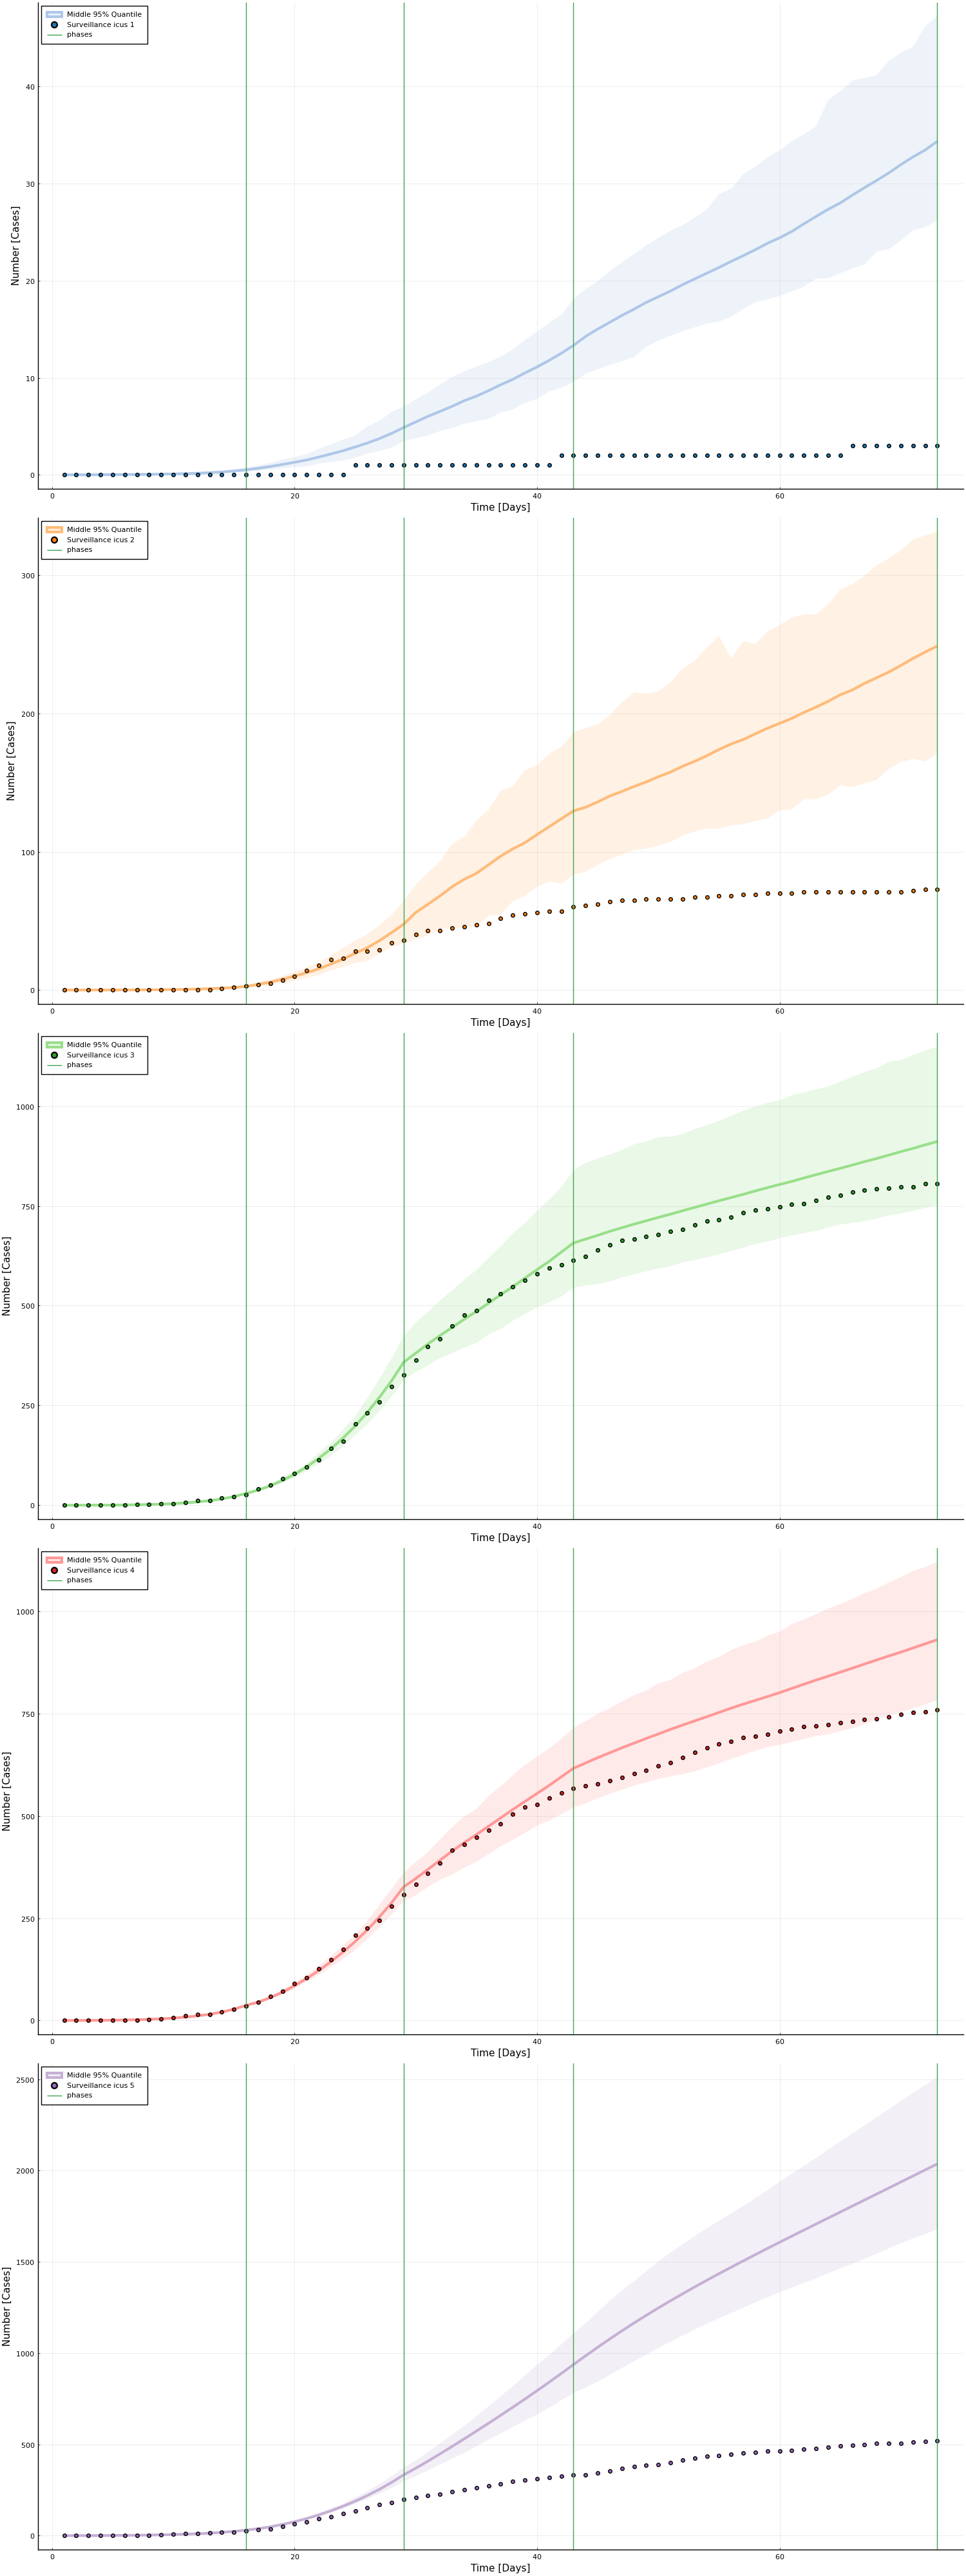 Middle 95% Quantile
Surveillance icus 1
phases
40
30
20
10
0
Number [Cases]
0 20 40 60
Time [Days]
Middle 95% Quantile
Surveillance icus 2
phases
300
200
100
0
Number [Cases]
0 20 40 60
Time [Days]
Middle 95% Quantile
Surveillance icus 3
phases
1000
750
500
250
0
Number [Cases]
0 20 40 60
Time [Days]
Middle 95% Quantile
Surveillance icus 4
phases
1000
750
500
250
0
Number [Cases]
0 20 40 60
Time [Days]
Middle 95% Quantile
Surveillance icus 5
phases
2500
2000
1500
1000
500
0
Number [Cases]
0 20 40 60
Time [Days]